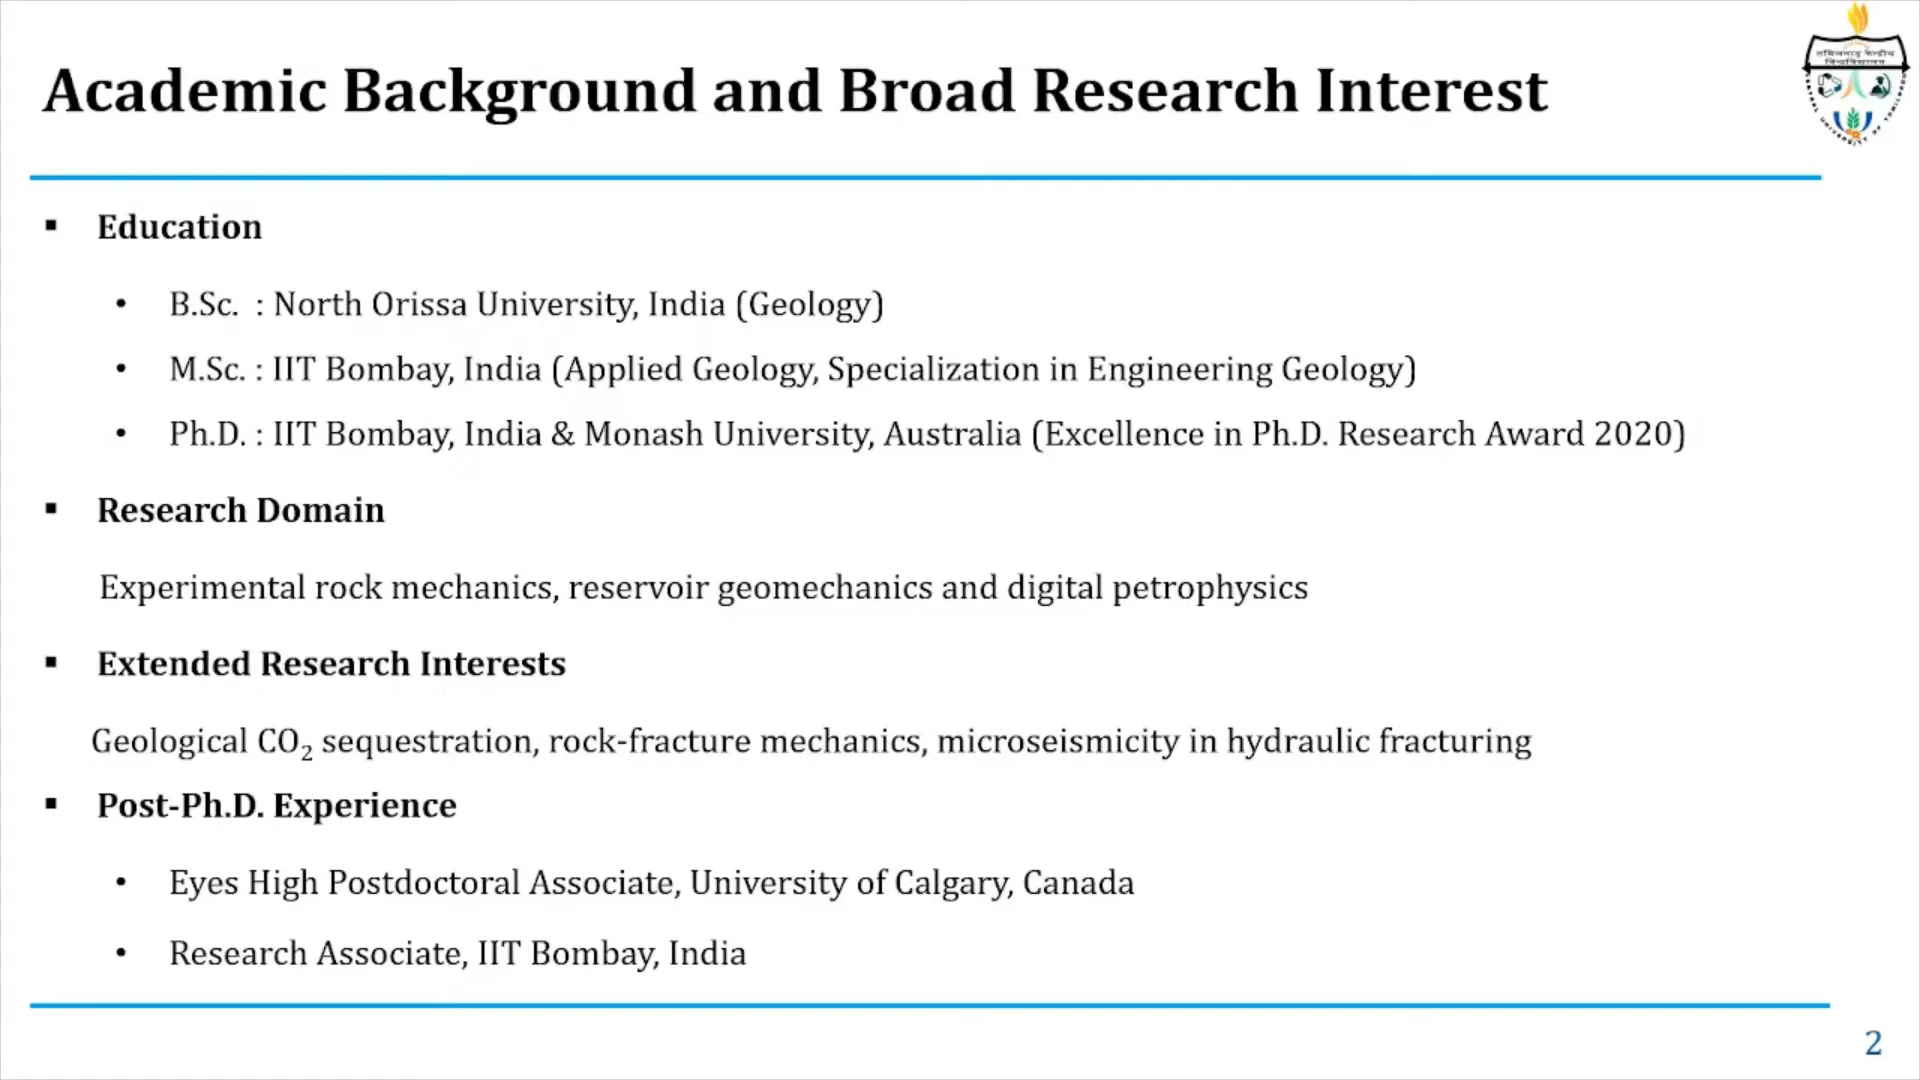 Academic Background and Broad Research Interest
▪ Education
• B.Sc. : North Orissa University, India (Geology)
• M.Sc. : IIT Bombay, India (Applied Geology, Specialization in Engineering Geology)
• Ph.D. : IIT Bombay, India & Monash University, Australia (Excellence in Ph.D. Research Award 2020)
▪ Research Domain
Experimental rock mechanics, reservoir geomechanics and digital petrophysics
▪ Extended Research Interests
Geological CO₂ sequestration, rock-fracture mechanics, microseismicity in hydraulic fracturing
▪ Post-Ph.D. Experience
• Eyes High Postdoctoral Associate, University of Calgary, Canada
• Research Associate, IIT Bombay, India
2